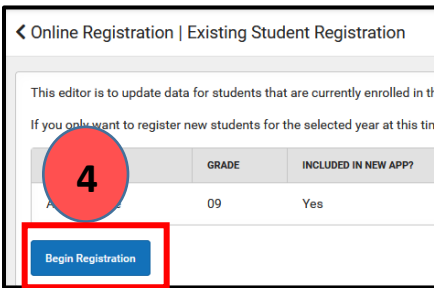 Online Registration | Existing Student Registration
This editor is to update data for students that are currently enrolled in
If you only want to register new students for the selected year at this
GRADE INCLUDED IN NEW APP?
4
09 Yes
Begin Registration